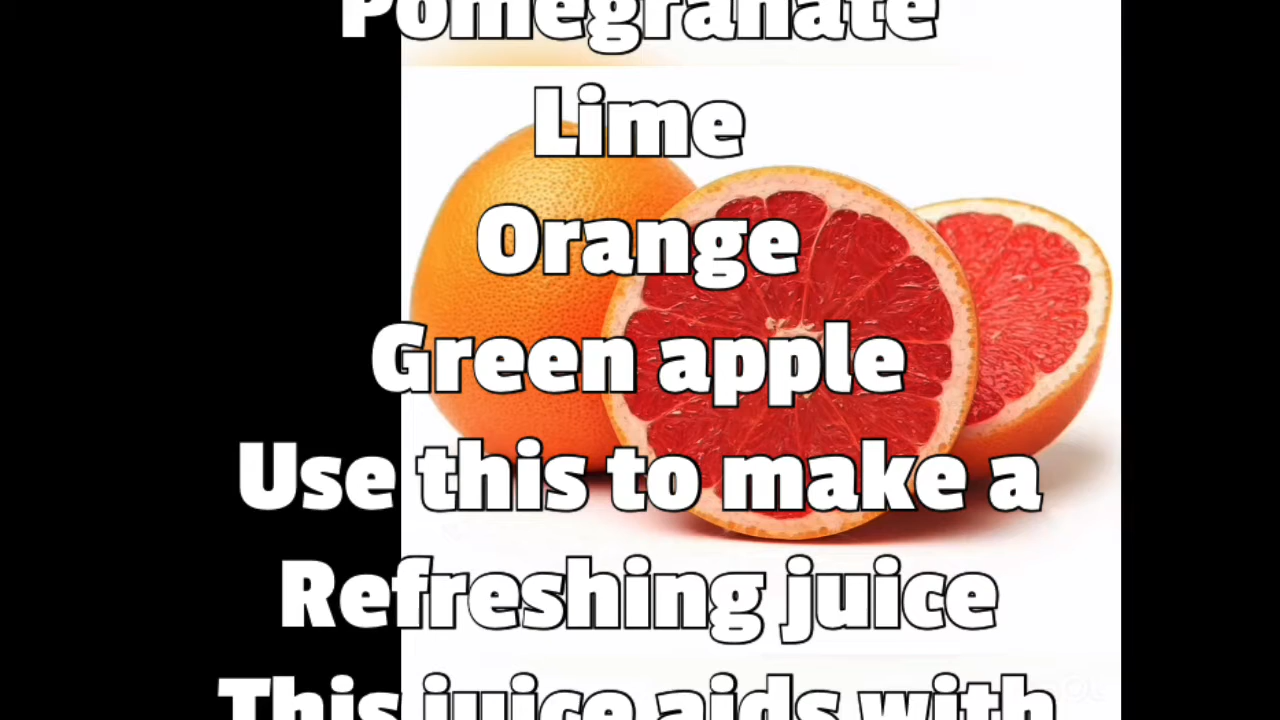 Pomegranate
Lime
Orange
Green apple
Use this to make a
Refreshing juice
This juice aids with